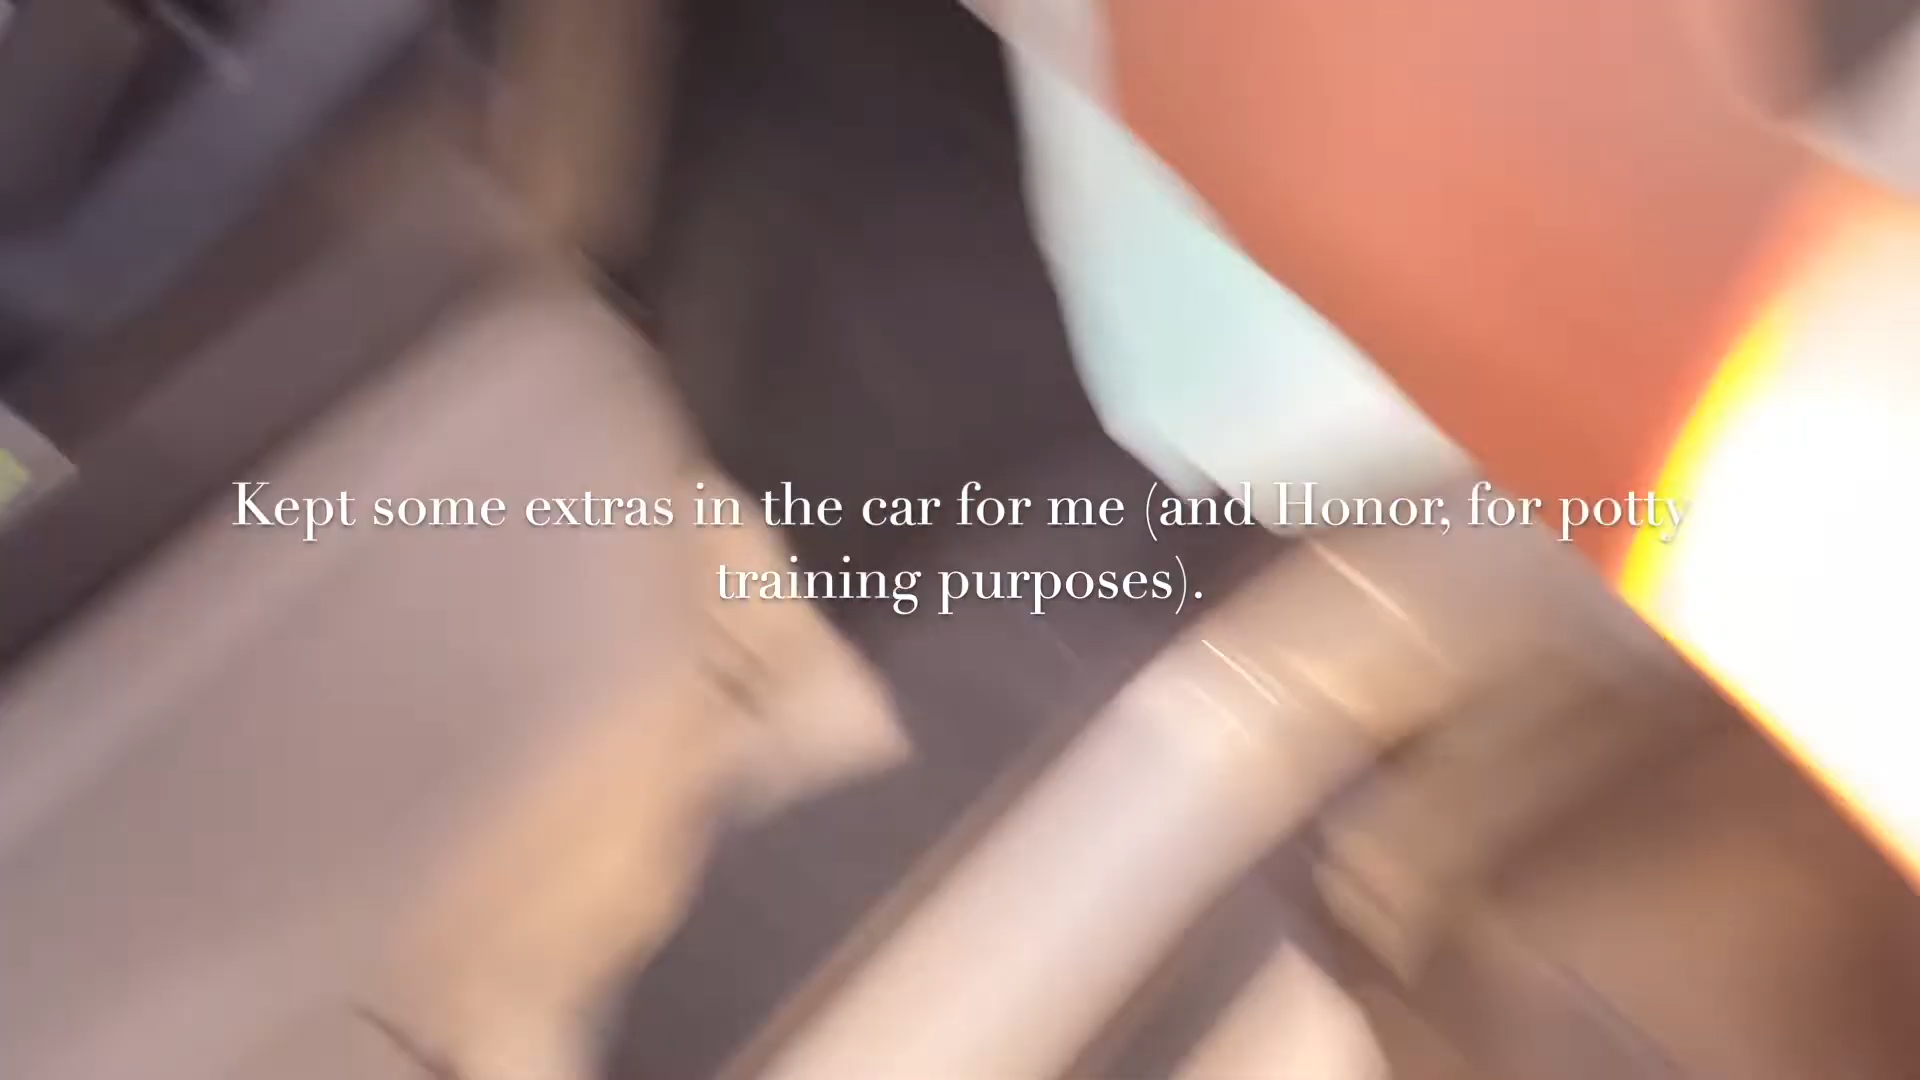 Kept some extras in the car for me (and Honor, for potty
training purposes).